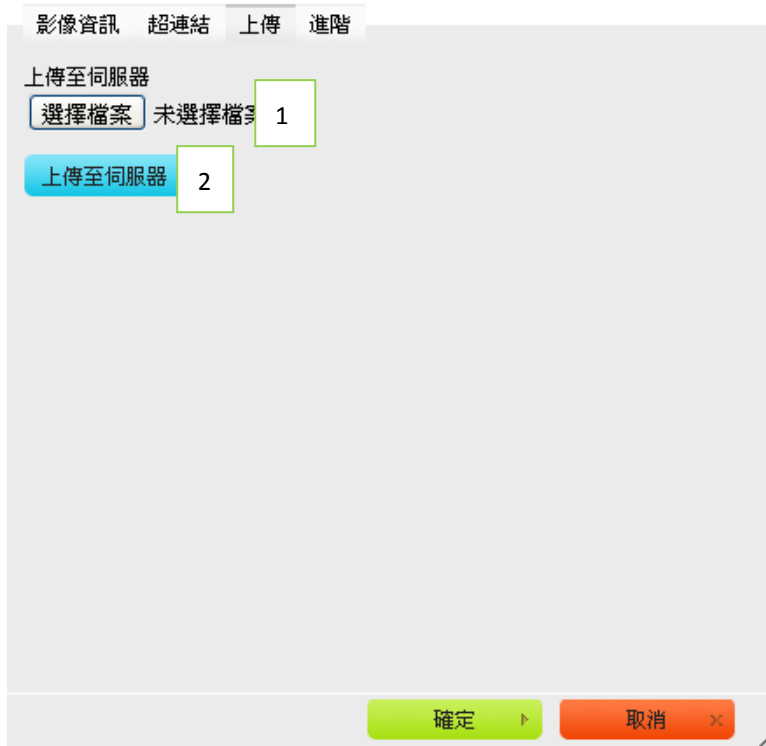 影像資訊 超連結 上傳 進階
上傳至伺服器
選擇檔案 未選擇檔 1
上傳至伺服器 2
確定 取消